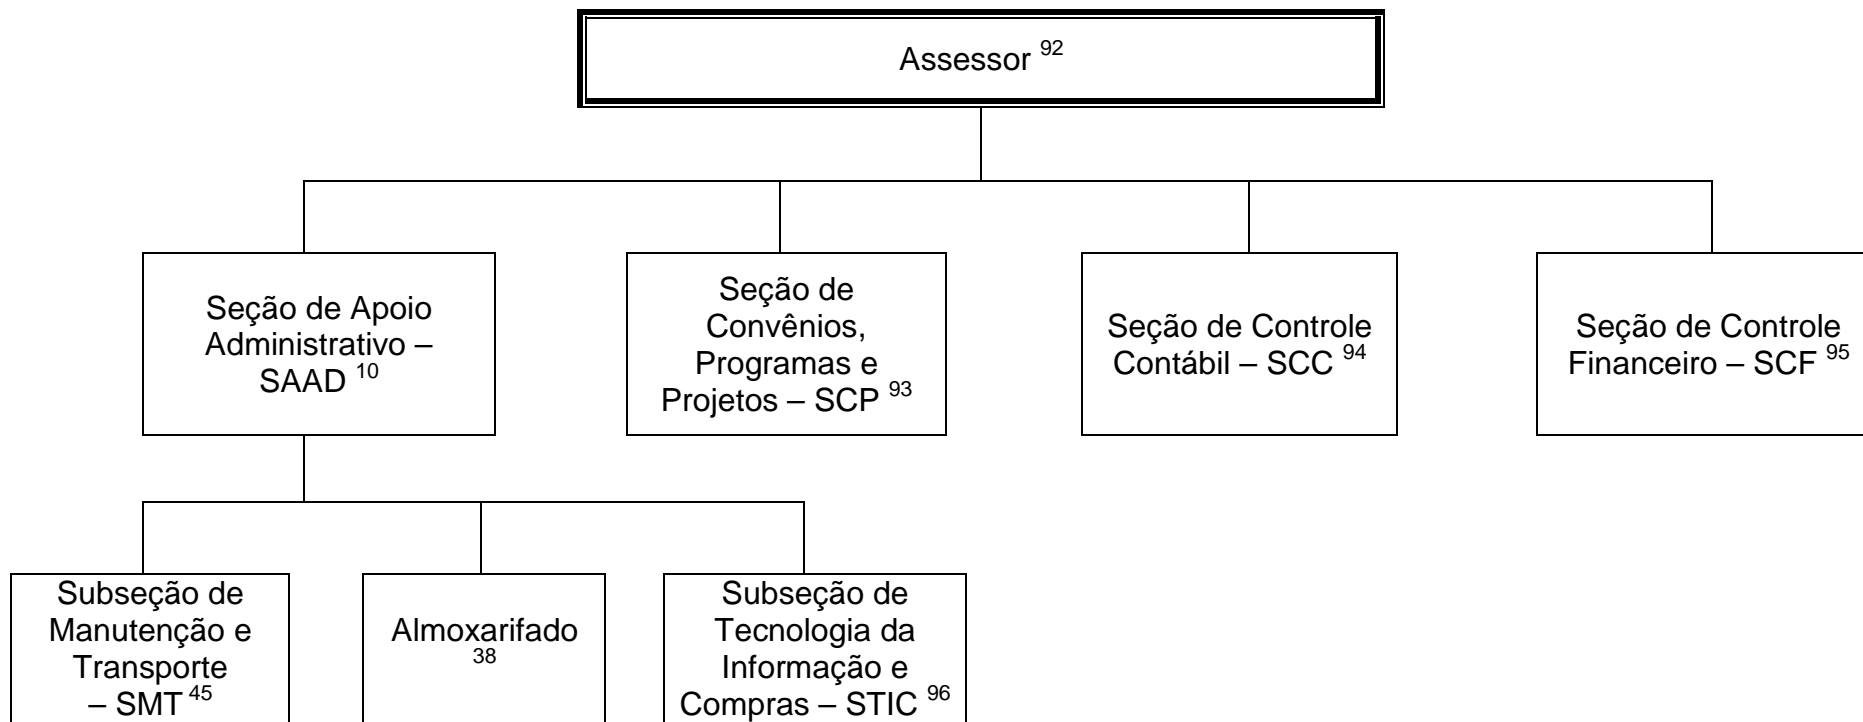 Assessor 92
Seção de Apoio
Administrativo –
SAAD 10
Seção de
Convênios,
Programas e
Projetos – SCP 93
Seção de Controle
Contábil – SCC 94
Seção de Controle
Financeiro – SCF 95
Subseção de
Manutenção e
Transporte
– SMT 45
Almoxarifado
38
Subseção de
Tecnologia da
Informação e
Compras – STIC 96